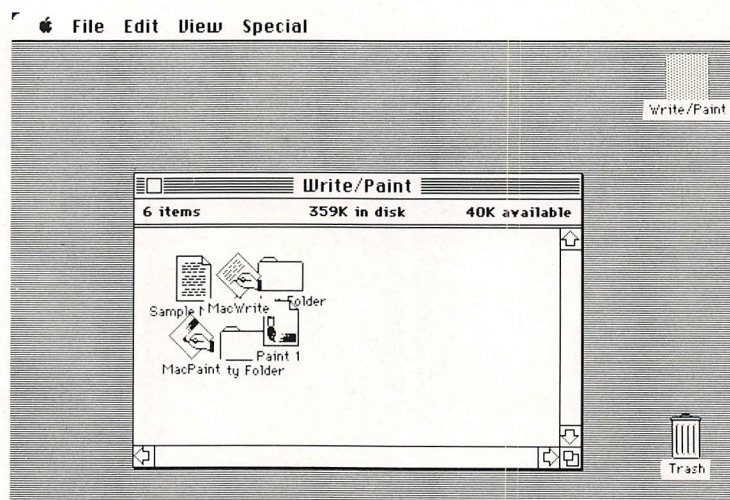 File Edit View Special
Write/Paint
Write/Paint
6 items 359K in disk 40K available
Sample MacWrite Folder
Paint 1
MacPaint ty Folder
Trash